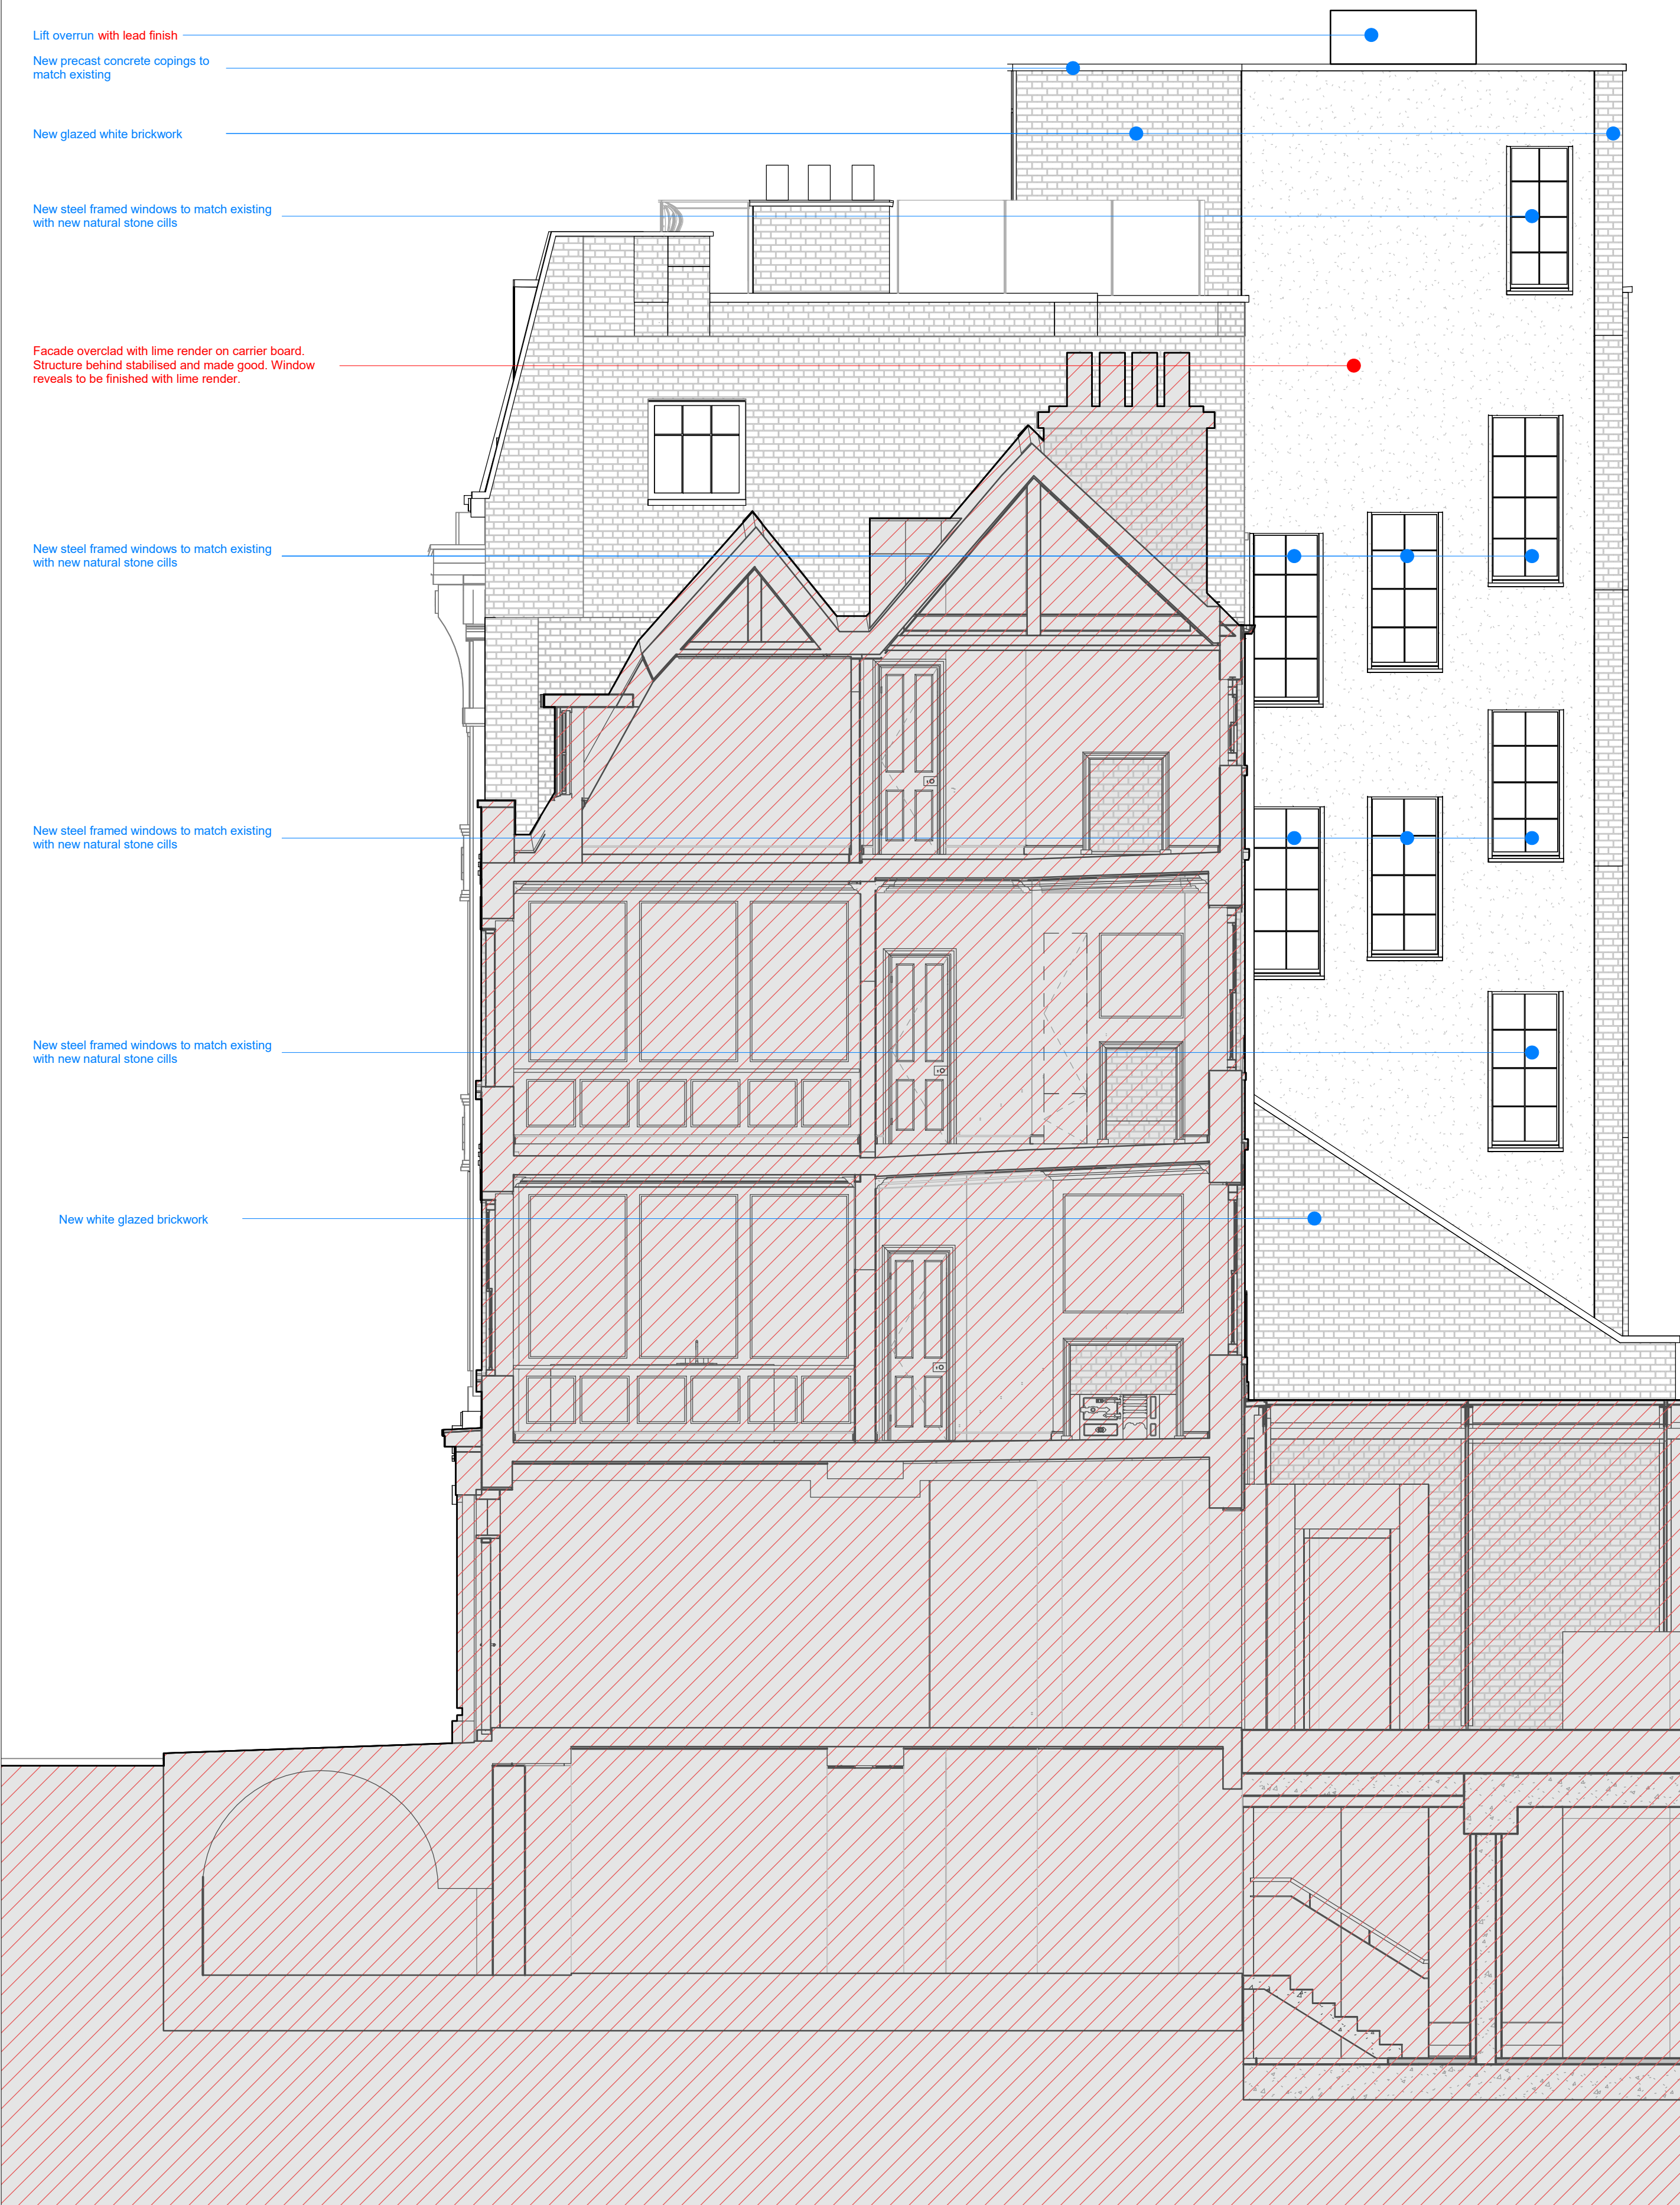 Lift overrun with lead finish
New precast concrete copings to
match existing
New glazed white brickwork
New steel framed windows to match existing
with new natural stone cills
Facade overclad with lime render on carrier board.
Structure behind stabilised and made good. Window
reveals to be finished with lime render.
New steel framed windows to match existing
with new natural stone cills
New steel framed windows to match existing
with new natural stone cills
New steel framed windows to match existing
with new natural stone cills
New white glazed brickwork